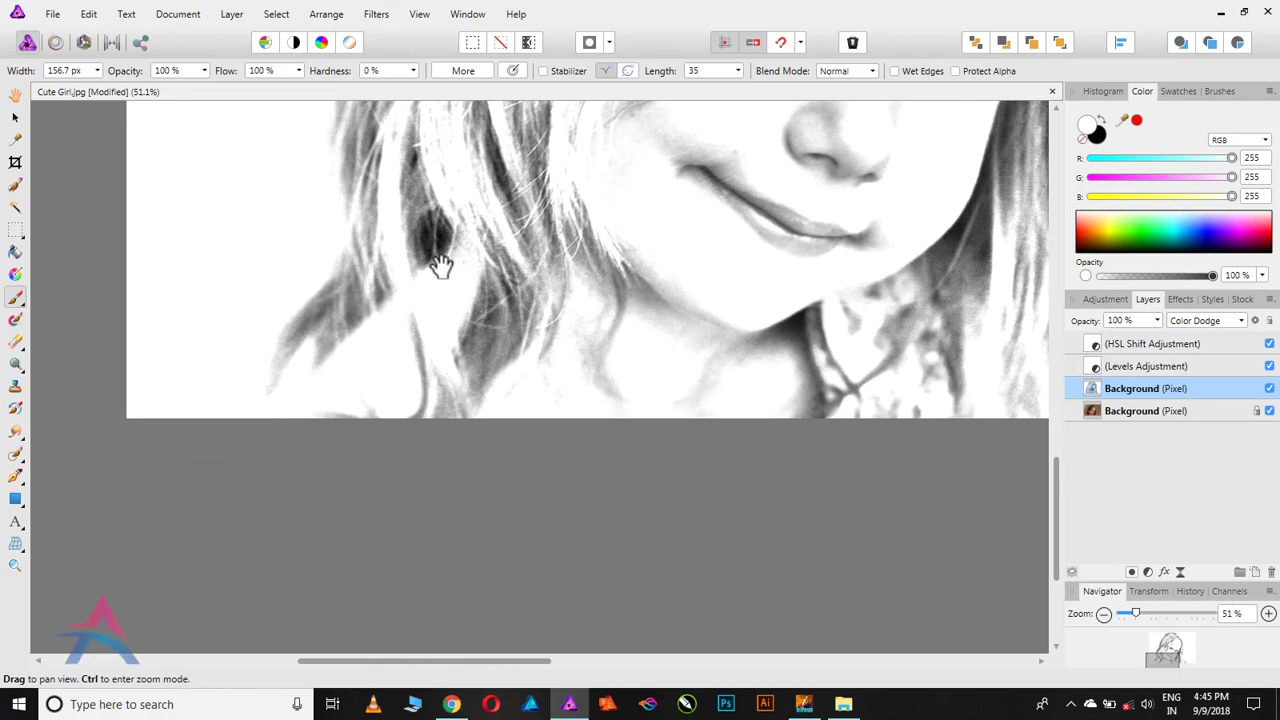 File Edit Text Document Layer Select Arrange Filters View Window Help
Width: 156.7 px Opacity: 100 % Flow: 100 % Hardness: 0 % More Stabilizer Length: 35 Blend Mode: Normal Wet Edges Protect Alpha
Cute Girl.jpg [Modified] (51.1%)
Histogram Color Swatches Brushes
RGB
R: 255
G: 255
B: 255
Opacity
100 %
Adjustment Layers Effects Styles Stock
Opacity: 100 % Color Dodge
(HSL Shift Adjustment)
(Levels Adjustment)
Background (Pixel)
Background (Pixel)
Navigator Transform History Channels
Zoom: 51 %
Drag to pan view. Ctrl to enter zoom mode.
Type here to search
Ps
Ai
ENG
IN
4:45 PM
9/9/2018